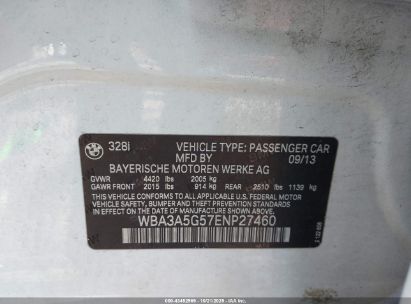 328i VEHICLE TYPE: PASSENGER CAR
MFD BY 09/13
BAYERISCHE MOTOREN WERKE AG
GVWR 4420 lbs 2005 kg
GAWR FRONT 2015 lbs 914 kg REAR 2510 lbs 1139 kg
THIS VEHICLE CONFORMS TO ALL APPLICABLE U.S. FEDERAL MOTOR VEHICLE SAFETY,
BUMPER, AND THEFT PREVENTION STANDARDS IN EFFECT ON THE DATE OF MANUFACTURE SHOWN ABOVE.
WBA3A5G57ENP27460